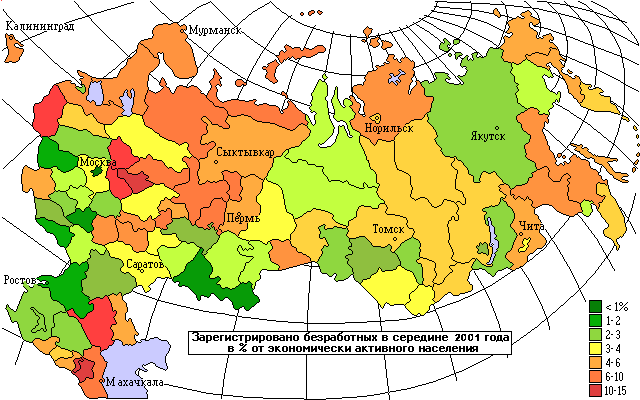 Калининград
Мурманск
Норильск
Якутск
Сыктывкар
Москва
Пермь
Томск
Чита
Саратов
Ростов
Махачкала
Зарегистрировано безработных в середине 2001 года
в % от экономически активного населения
< 1%
1- 2
2- 3
3- 4
4- 6
6-10
10-15